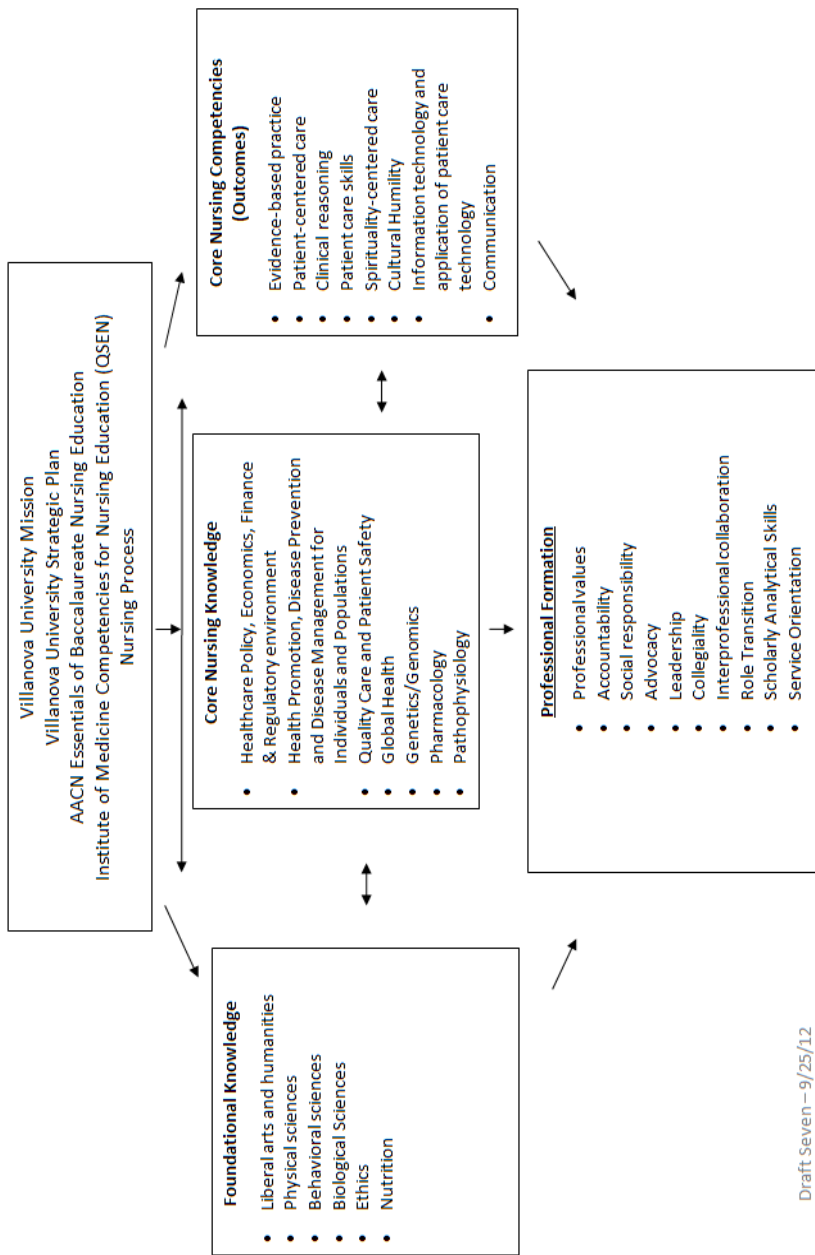 Villanova University Mission
Villanova University Strategic Plan
AACN Essentials of Baccalaureate Nursing Education
Institute of Medicine Competencies for Nursing Education (QSEN)
Nursing Process
Foundational Knowledge
• Liberal arts and humanities
• Physical sciences
• Behavioral sciences
• Biological Sciences
• Ethics
• Nutrition
Core Nursing Knowledge
• Healthcare Policy, Economics, Finance
& Regulatory environment
• Health Promotion, Disease Prevention
and Disease Management for
Individuals and Populations
• Quality Care and Patient Safety
• Global Health
• Genetics/Genomics
• Pharmacology
• Pathophysiology
Core Nursing Competencies
(Outcomes)
• Evidence-based practice
• Patient-centered care
• Clinical reasoning
• Patient care skills
• Spirituality-centered care
• Cultural Humility
• Information technology and
application of patient care
technology
• Communication
Professional Formation
• Professional values
• Accountability
• Social responsibility
• Advocacy
• Leadership
• Collegiality
• Interprofessional collaboration
• Role Transition
• Scholarly Analytical Skills
• Service Orientation
Draft Seven – 9/25/12